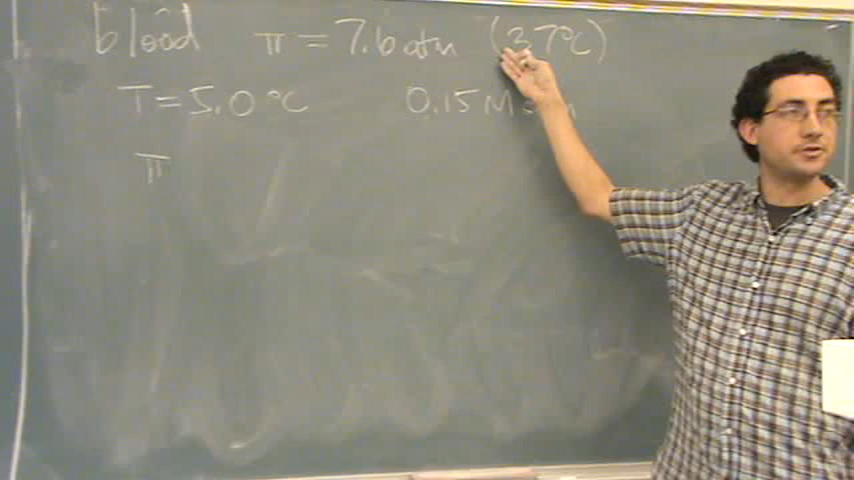 blood π = 7.6 atm (37°C)
T = 5.0 °C 0.15 M
π